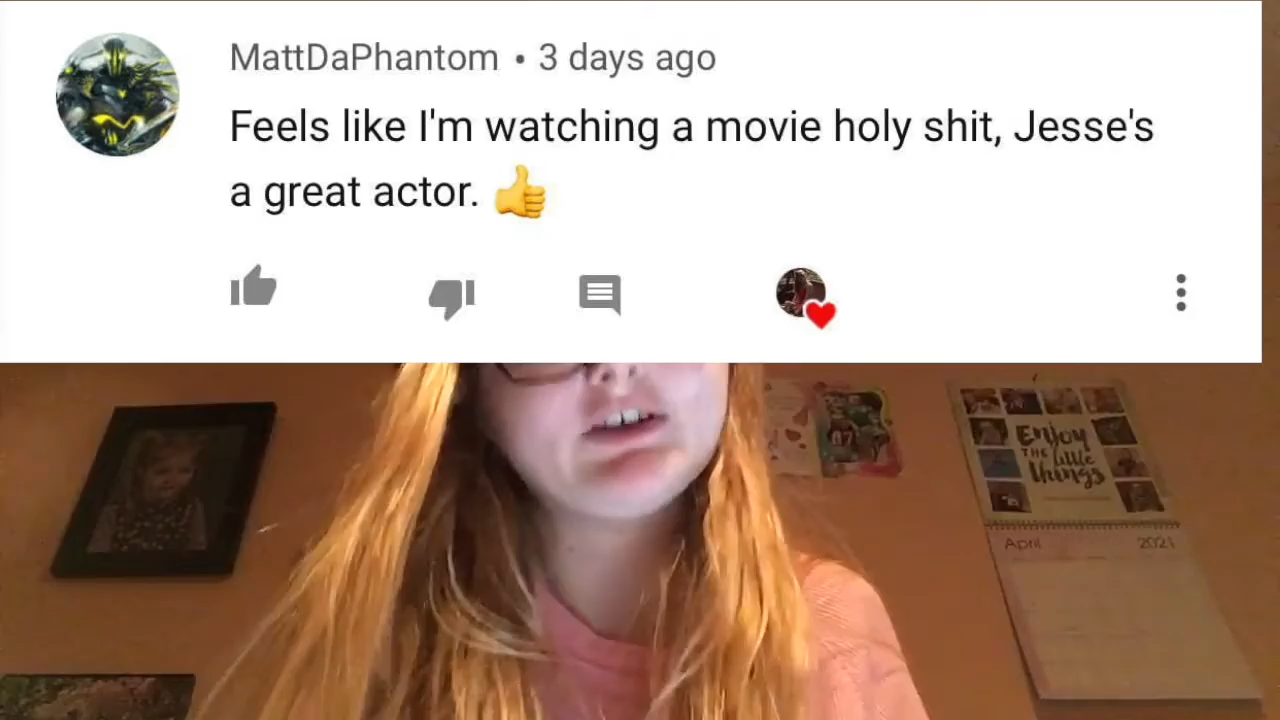 MattDaPhantom • 3 days ago
Feels like I'm watching a movie holy shit, Jesse's
a great actor. 👍
Enjoy
THE little
things
April 2021